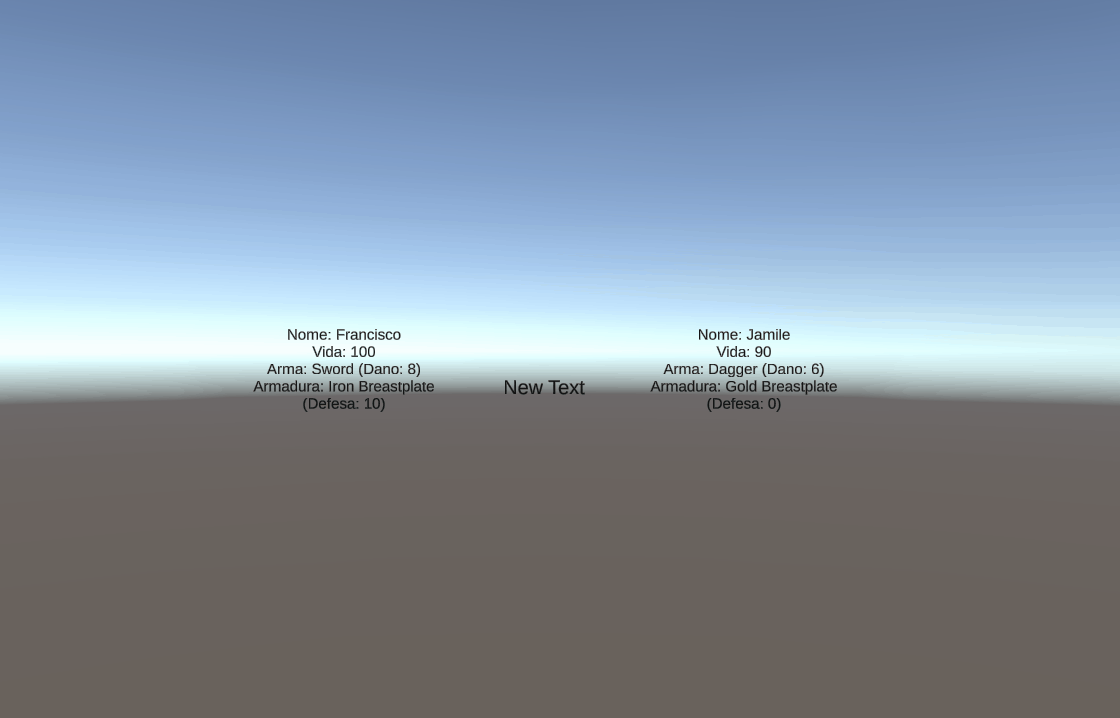 Nome: Francisco
Vida: 100
Arma: Sword (Dano: 8)
Armadura: Iron Breastplate
(Defesa: 10)
New Text
Nome: Jamile
Vida: 90
Arma: Dagger (Dano: 6)
Armadura: Gold Breastplate
(Defesa: 0)